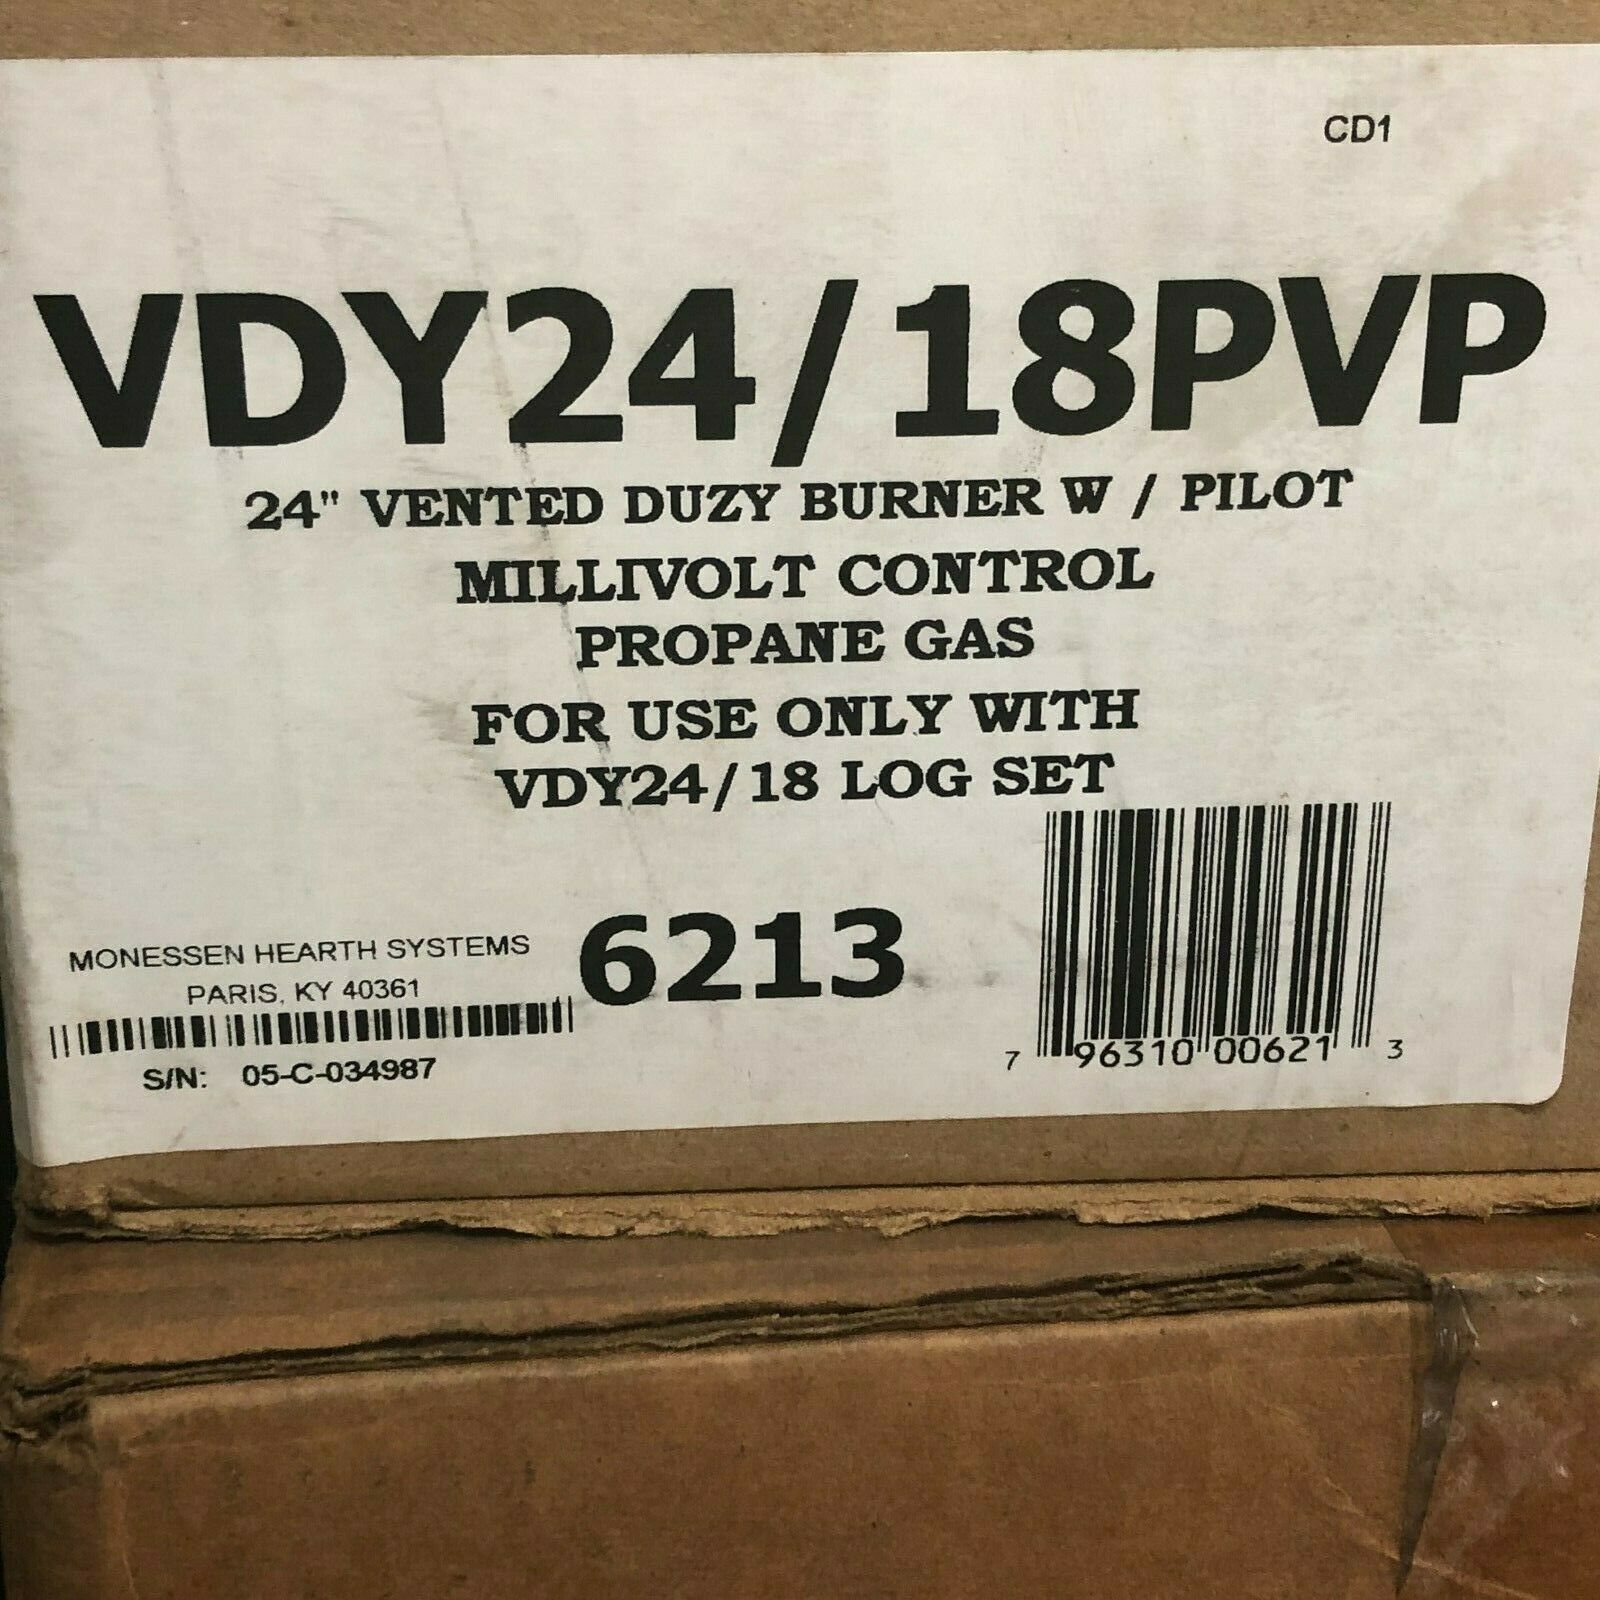 CD1
VDY24/18PVP
24" VENTED DUZY BURNER W / PILOT
MILLIVOLT CONTROL
PROPANE GAS
FOR USE ONLY WITH
VDY24/18 LOG SET
MONESSEN HEARTH SYSTEMS
PARIS, KY 40361
S/N: 05-C-034987
6213
7 96310 00621 3